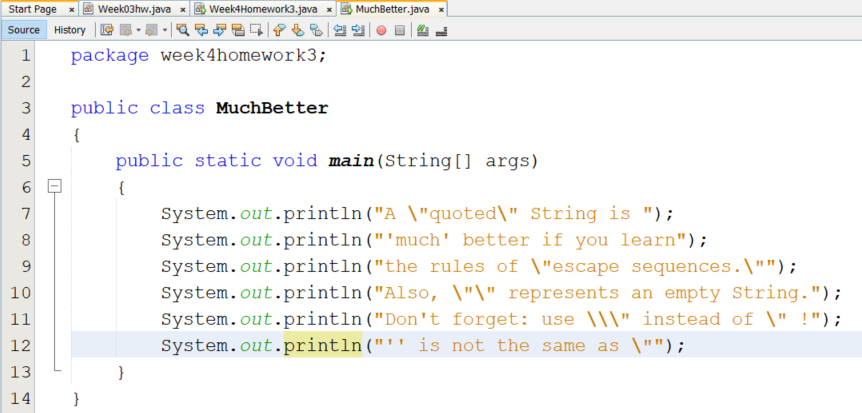 Start Page × Week03hw.java × Week4Homework3.java × MuchBetter.java ×
Source History
1 package week4homework3;
2
3 public class MuchBetter
4 {
5 public static void main(String[] args)
6 {
7 System.out.println("A \"quoted\" String is ");
8 System.out.println("'much' better if you learn");
9 System.out.println("the rules of \"escape sequences.\"");
10 System.out.println("Also, \"\" represents an empty String.");
11 System.out.println("Don't forget: use \\\" instead of \" !");
12 System.out.println("'' is not the same as \"");
13 }
14 }